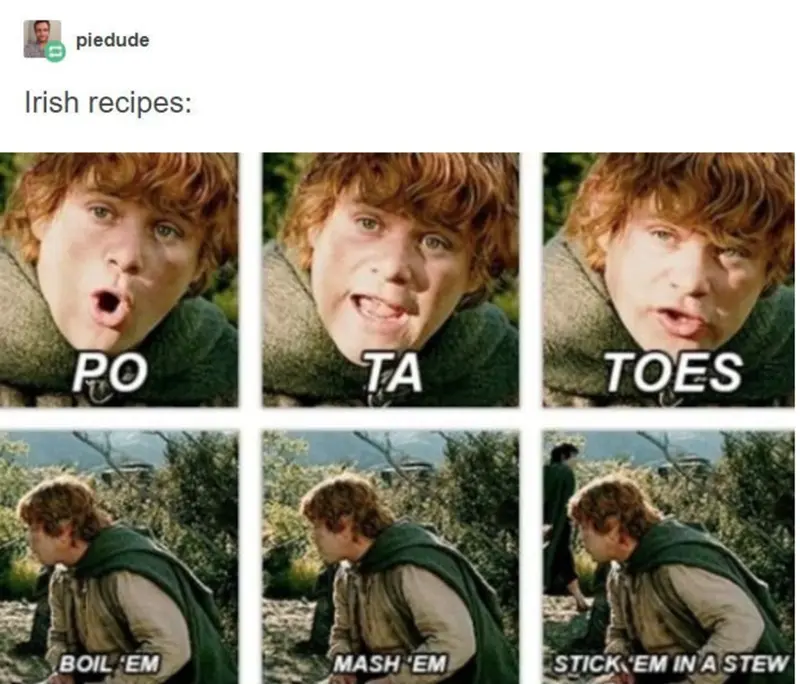 piedude
Irish recipes:
PO
TA
TOES
BOIL 'EM
MASH 'EM
STICK 'EM IN A STEW